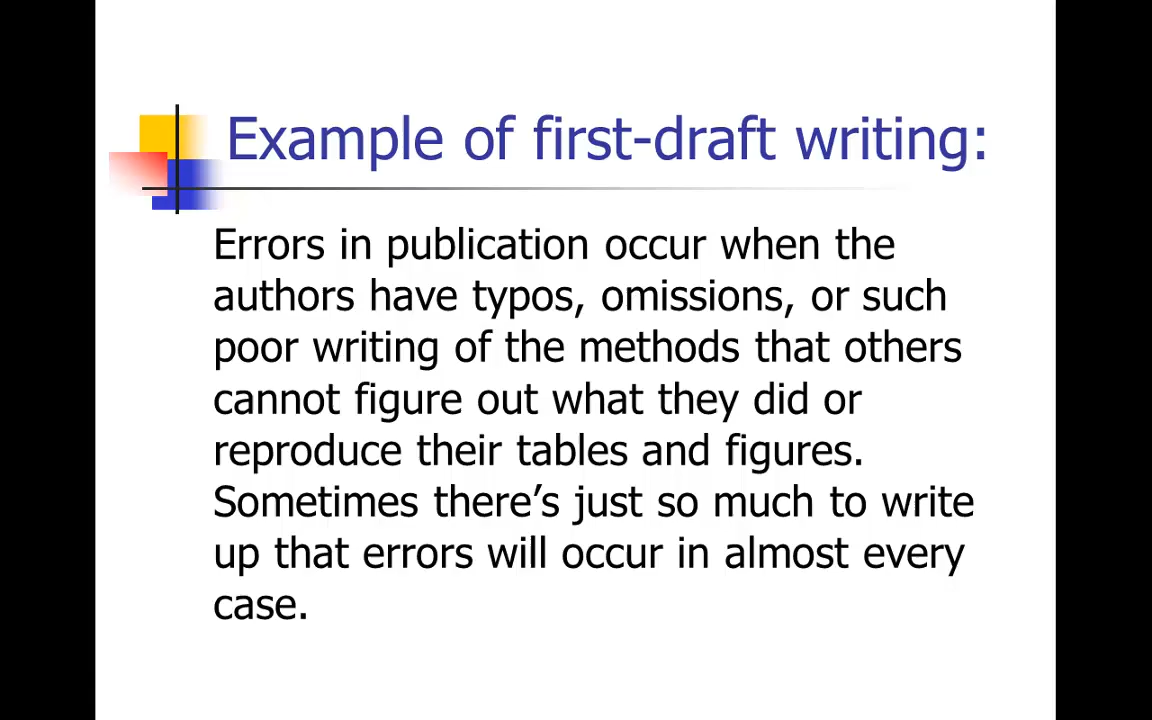 Example of first-draft writing:
Errors in publication occur when the
authors have typos, omissions, or such
poor writing of the methods that others
cannot figure out what they did or
reproduce their tables and figures.
Sometimes there’s just so much to write
up that errors will occur in almost every
case.